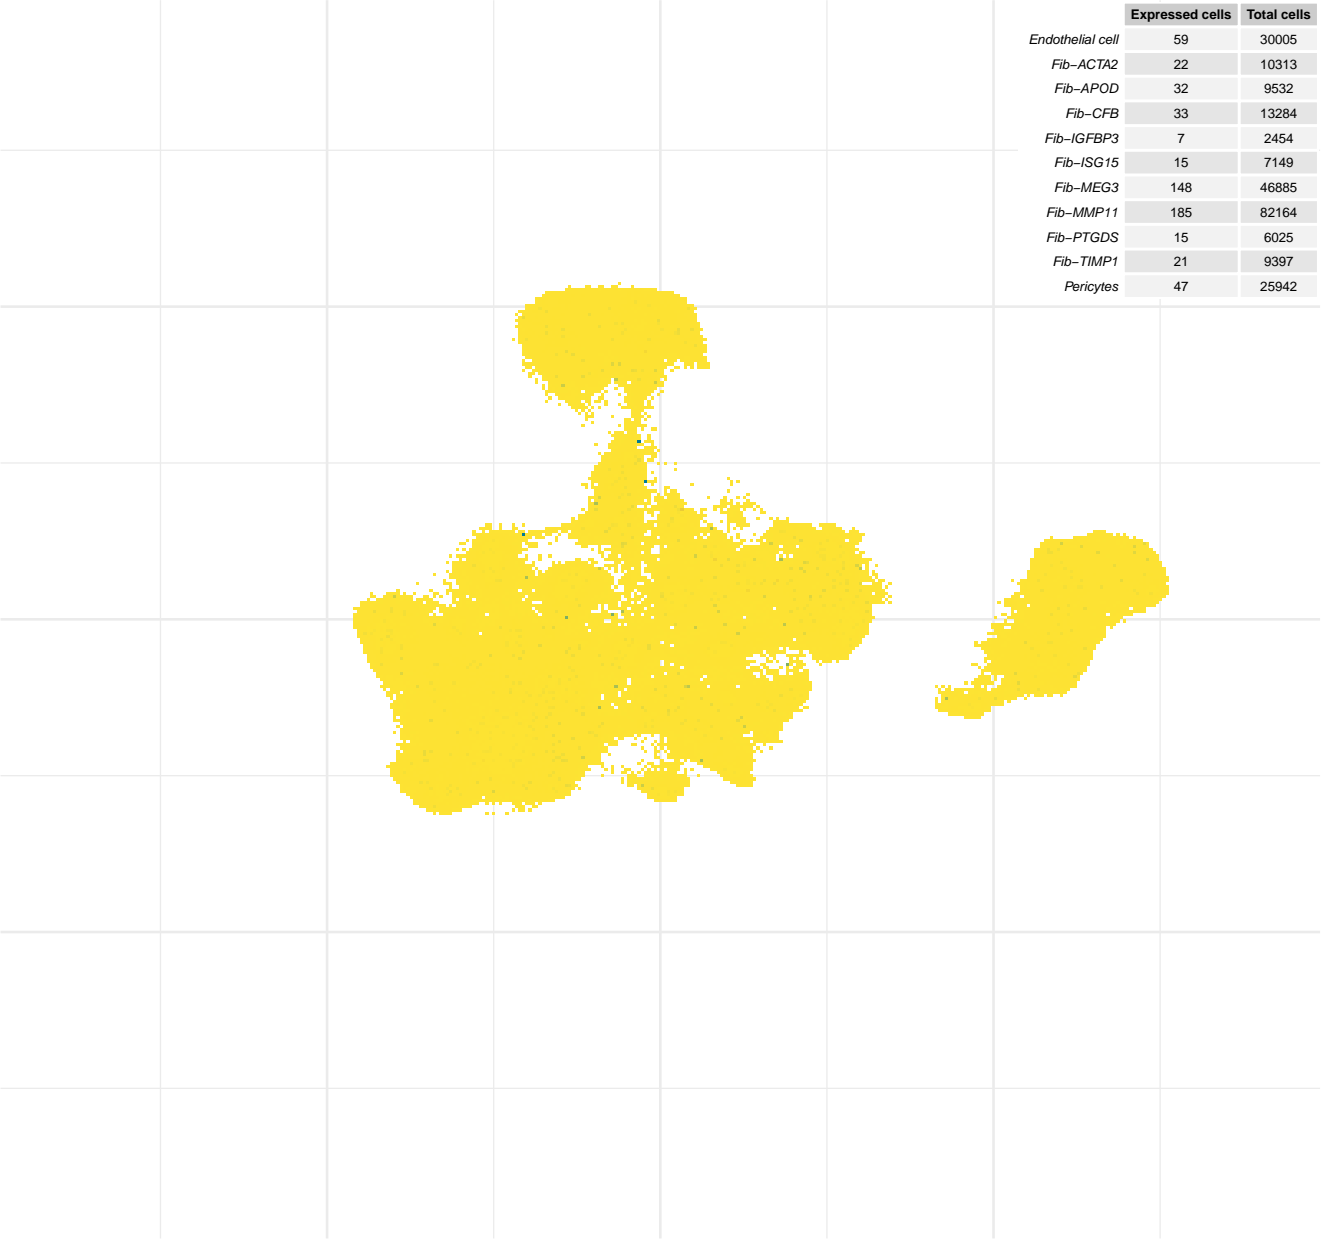 Expressed cells Total cells
Endothelial cell 59 30005
Fib−ACTA2 22 10313
Fib−APOD 32 9532
Fib−CFB 33 13284
Fib−IGFBP3 7 2454
Fib−ISG15 15 7149
Fib−MEG3 148 46885
Fib−MMP11 185 82164
Fib−PTGDS 15 6025
Fib−TIMP1 21 9397
Pericytes 47 25942